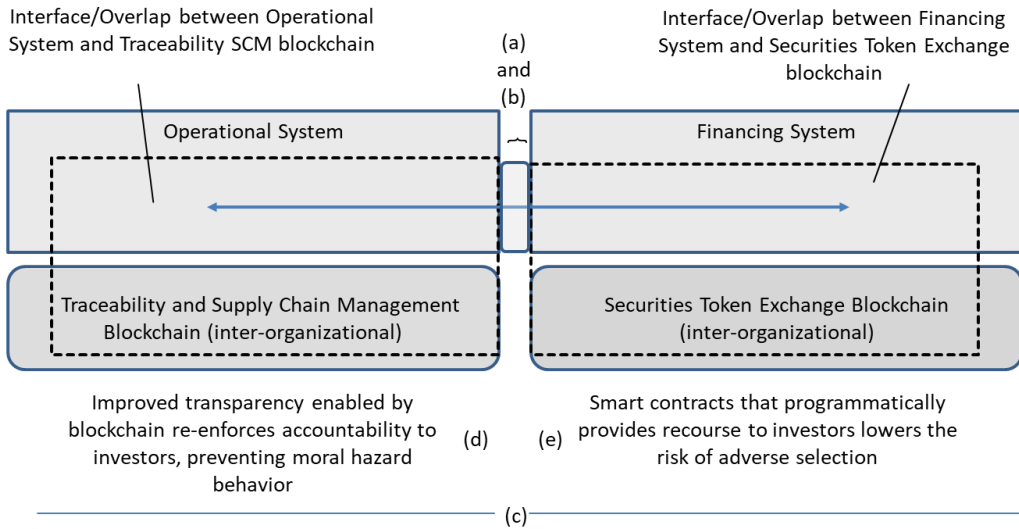 Interface/Overlap between Operational
System and Traceability SCM blockchain
(a)
and
(b)
Interface/Overlap between Financing
System and Securities Token Exchange
blockchain
Operational System
Financing System
Traceability and Supply Chain Management
Blockchain (inter-organizational)
Securities Token Exchange Blockchain
(inter-organizational)
Improved transparency enabled by
blockchain re-enforces accountability to
investors, preventing moral hazard
behavior
(d)
(e)
Smart contracts that programmatically
provides recourse to investors lowers the
risk of adverse selection
(c)